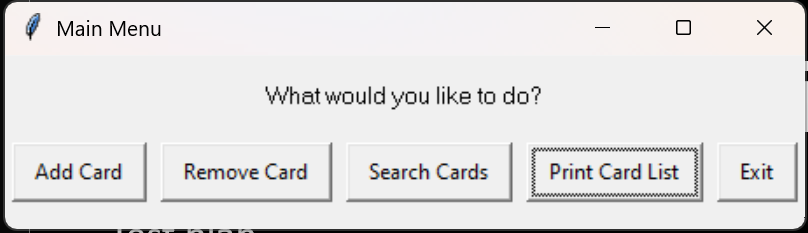 Main Menu
What would you like to do?
Add Card Remove Card Search Cards Print Card List Exit